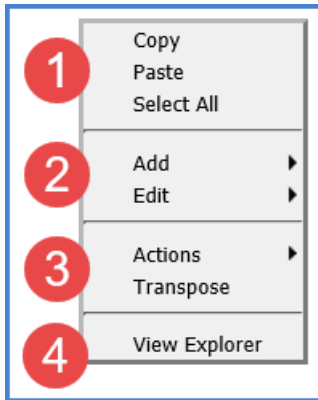 1
Copy
Paste
Select All
2
Add
Edit
3
Actions
Transpose
4
View Explorer